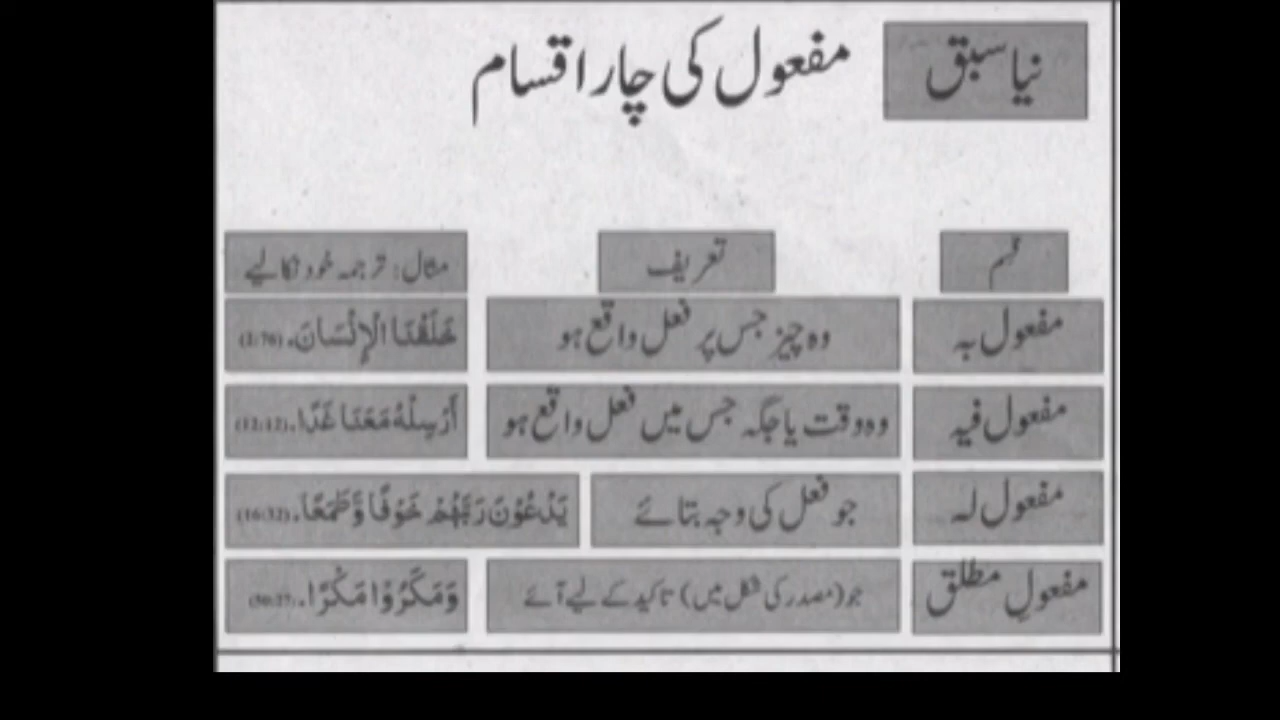 نیا سبق مفعول کی چار اقسام
قسم تعریف مثال: ترجمہ خود نکالیے
مفعول بہ وہ چیز جس پر فعل واقع ہو خَلَقْنَا الْإِنْسَانَ.
مفعول فیہ وہ وقت یا جگہ جس میں فعل واقع ہو أَرْسِلْهُ مَعَنَا غَدًا. (12:12)
مفعول لہ جو فعل کی وجہ بتائے يَدْعُوْنَ رَبَّهُمْ خَوْفًا وَّطَمَعًا.
مفعولِ مطلق جو (مصدر کی شکل میں) تاکید کے لیے آئے وَمَكَرُوْا مَكْرًا.